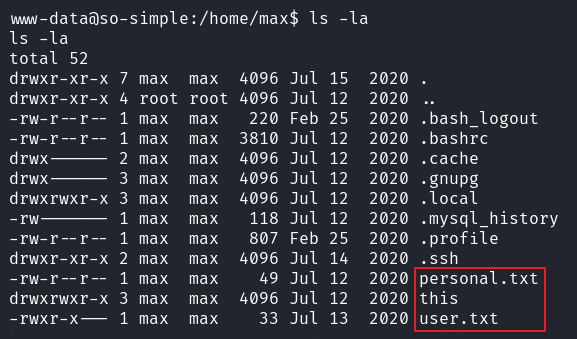 www-data@so-simple:/home/max$ ls -la
ls -la
total 52
drwxr-xr-x 7 max  max  4096 Jul 15  2020 .
drwxr-xr-x 4 root root 4096 Jul 12  2020 ..
-rw-r--r-- 1 max  max   220 Feb 25  2020 .bash_logout
-rw-r--r-- 1 max  max  3810 Jul 12  2020 .bashrc
drwx------ 2 max  max  4096 Jul 12  2020 .cache
drwx------ 3 max  max  4096 Jul 12  2020 .gnupg
drwxrwxr-x 3 max  max  4096 Jul 12  2020 .local
-rw------- 1 max  max   118 Jul 12  2020 .mysql_history
-rw-r--r-- 1 max  max   807 Feb 25  2020 .profile
drwxr-xr-x 2 max  max  4096 Jul 14  2020 .ssh
-rw-r--r-- 1 max  max    49 Jul 12  2020 personal.txt
drwxrwxr-x 3 max  max  4096 Jul 12  2020 this
-rwxr-x--- 1 max  max    33 Jul 13  2020 user.txt